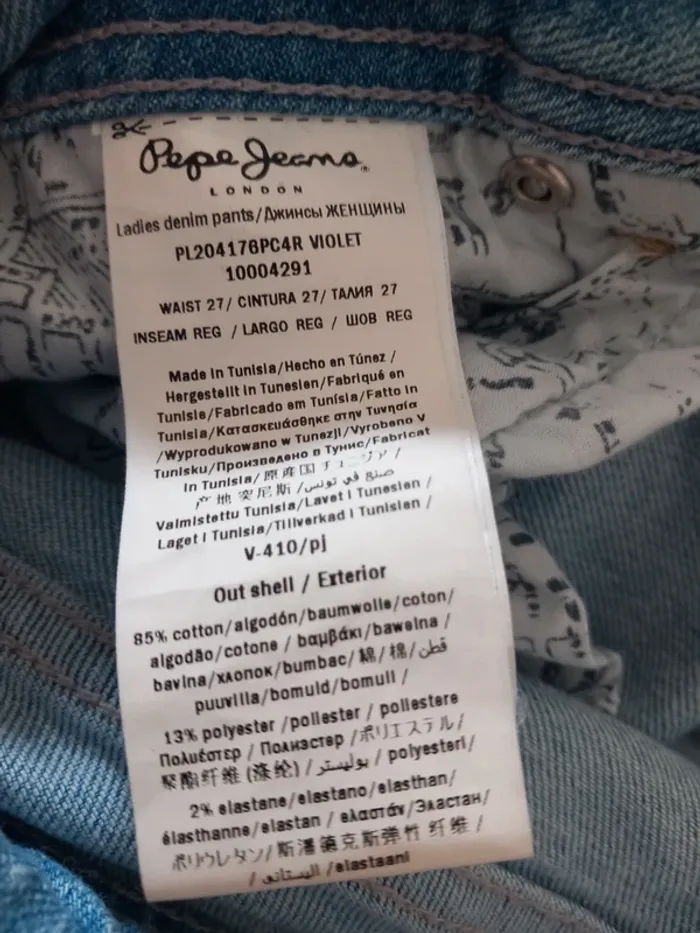 Pepe Jeans
LONDON
Ladies denim pants/Джинсы ЖЕНЩИНЫ
PL204176PC4R VIOLET
10004291
WAIST 27/ CINTURA 27/ ТАЛИЯ 27
INSEAM REG / LARGO REG / ШОВ REG
Made in Tunisia/Hecho en Túnez /
Hergestellt in Tunesien/Fabriqué en
Tunisie/Fabricado em Tunísia/Fatto in
Tunisia/Κατασκευάσθηκε στην Τυνησία
/Wyprodukowano w Tunezji/Vyrobeno V
Tunisku/Произведено в Тунис/Fabricat
in Tunisia/原産国 チュニジア/
产地 突尼斯/صنع في تونس
Valmistettu Tunisia/Lavet i Tunesien /
Laget i Tunisia/Tillverkad i Tunisien /
V-410/pj
Out shell / Exterior
85% cotton/algodón/baumwolle/coton/
algodão/cotone / βαμβάκι/bawelna /
bavlna/хлопок/bumbac/綿/棉/قطن/
puuvilla/bomuld/bomull /
13% polyester /poliester / poliestere
Πολυέστερ / Полиэстер /ポリエステル/
聚酯纤维 (涤纶) /بوليستر / polyesteri/
2% elastane/elastano/elasthan/
élasthanne/elastan / ελαστάν/Эластан/
ポリウレタン/斯潘德克斯弹性 纤维 /
/ اليستاني /elastaani